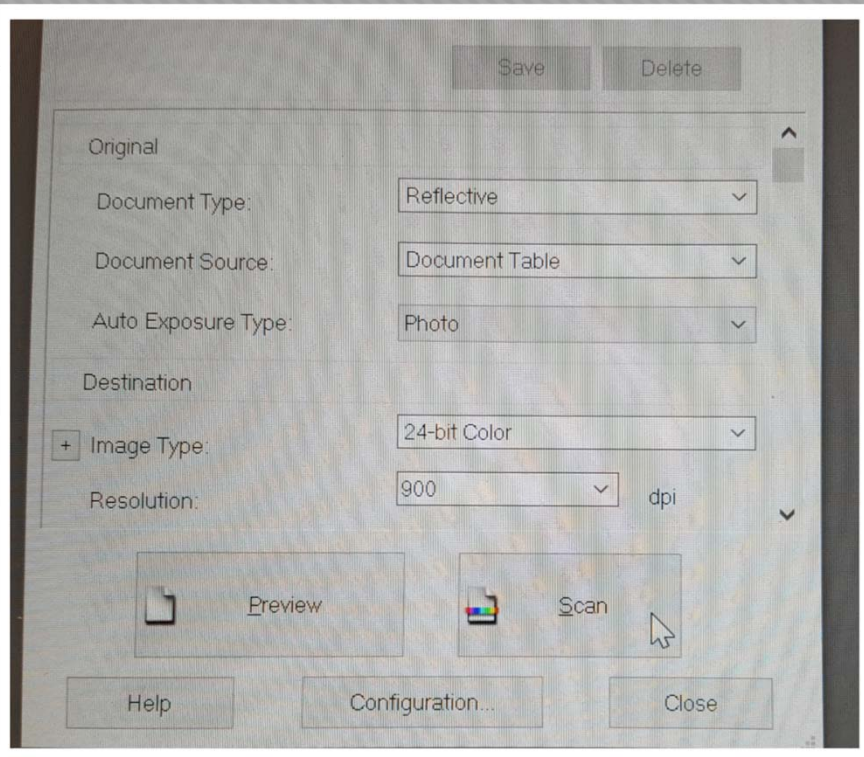 Save Delete
Original
Document Type: Reflective
Document Source: Document Table
Auto Exposure Type: Photo
Destination
+ Image Type: 24-bit Color
Resolution: 900 dpi
Preview Scan
Help Configuration... Close